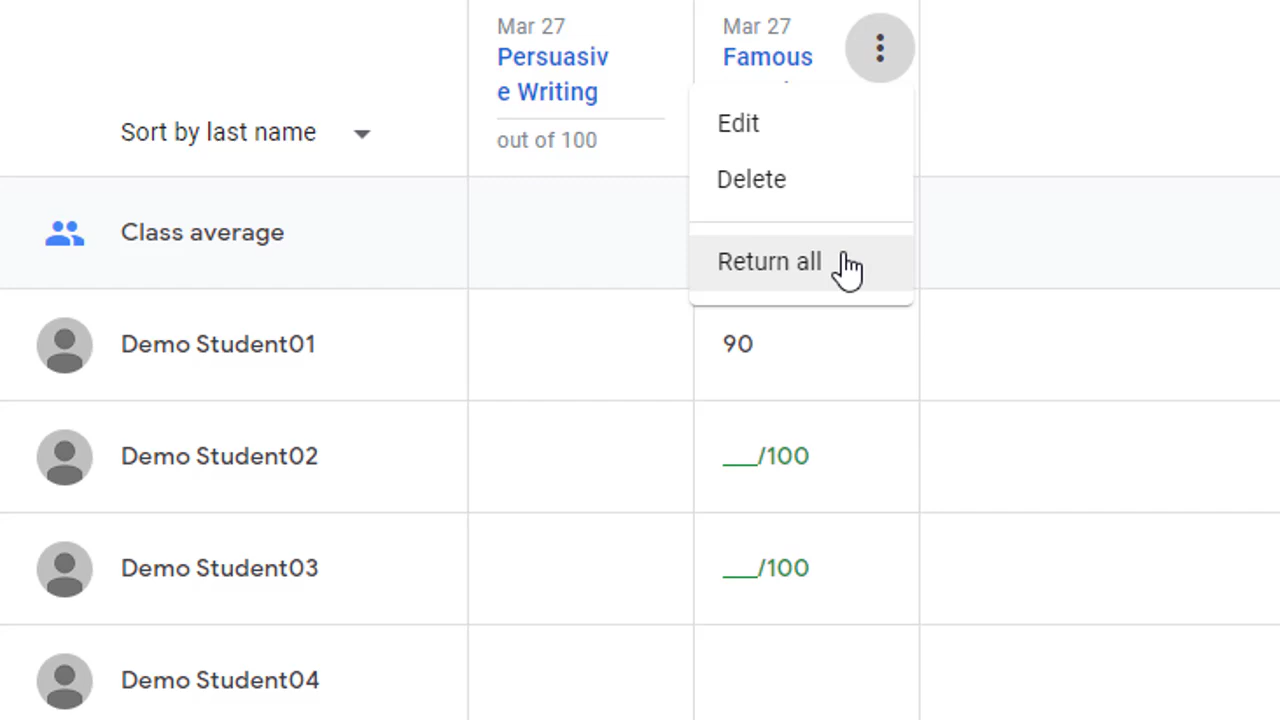 Mar 27
Persuasiv
e Writing
out of 100
Mar 27
Famous
Sort by last name
Edit
Delete
Return all
Class average
Demo Student01
90
Demo Student02
___/100
Demo Student03
___/100
Demo Student04